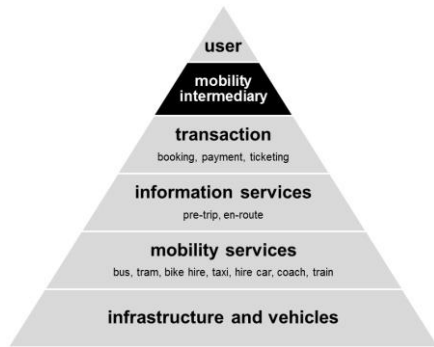 user
mobility
intermediary
transaction
booking, payment, ticketing
information services
pre-trip, en-route
mobility services
bus, tram, bike hire, taxi, hire car, coach, train
infrastructure and vehicles